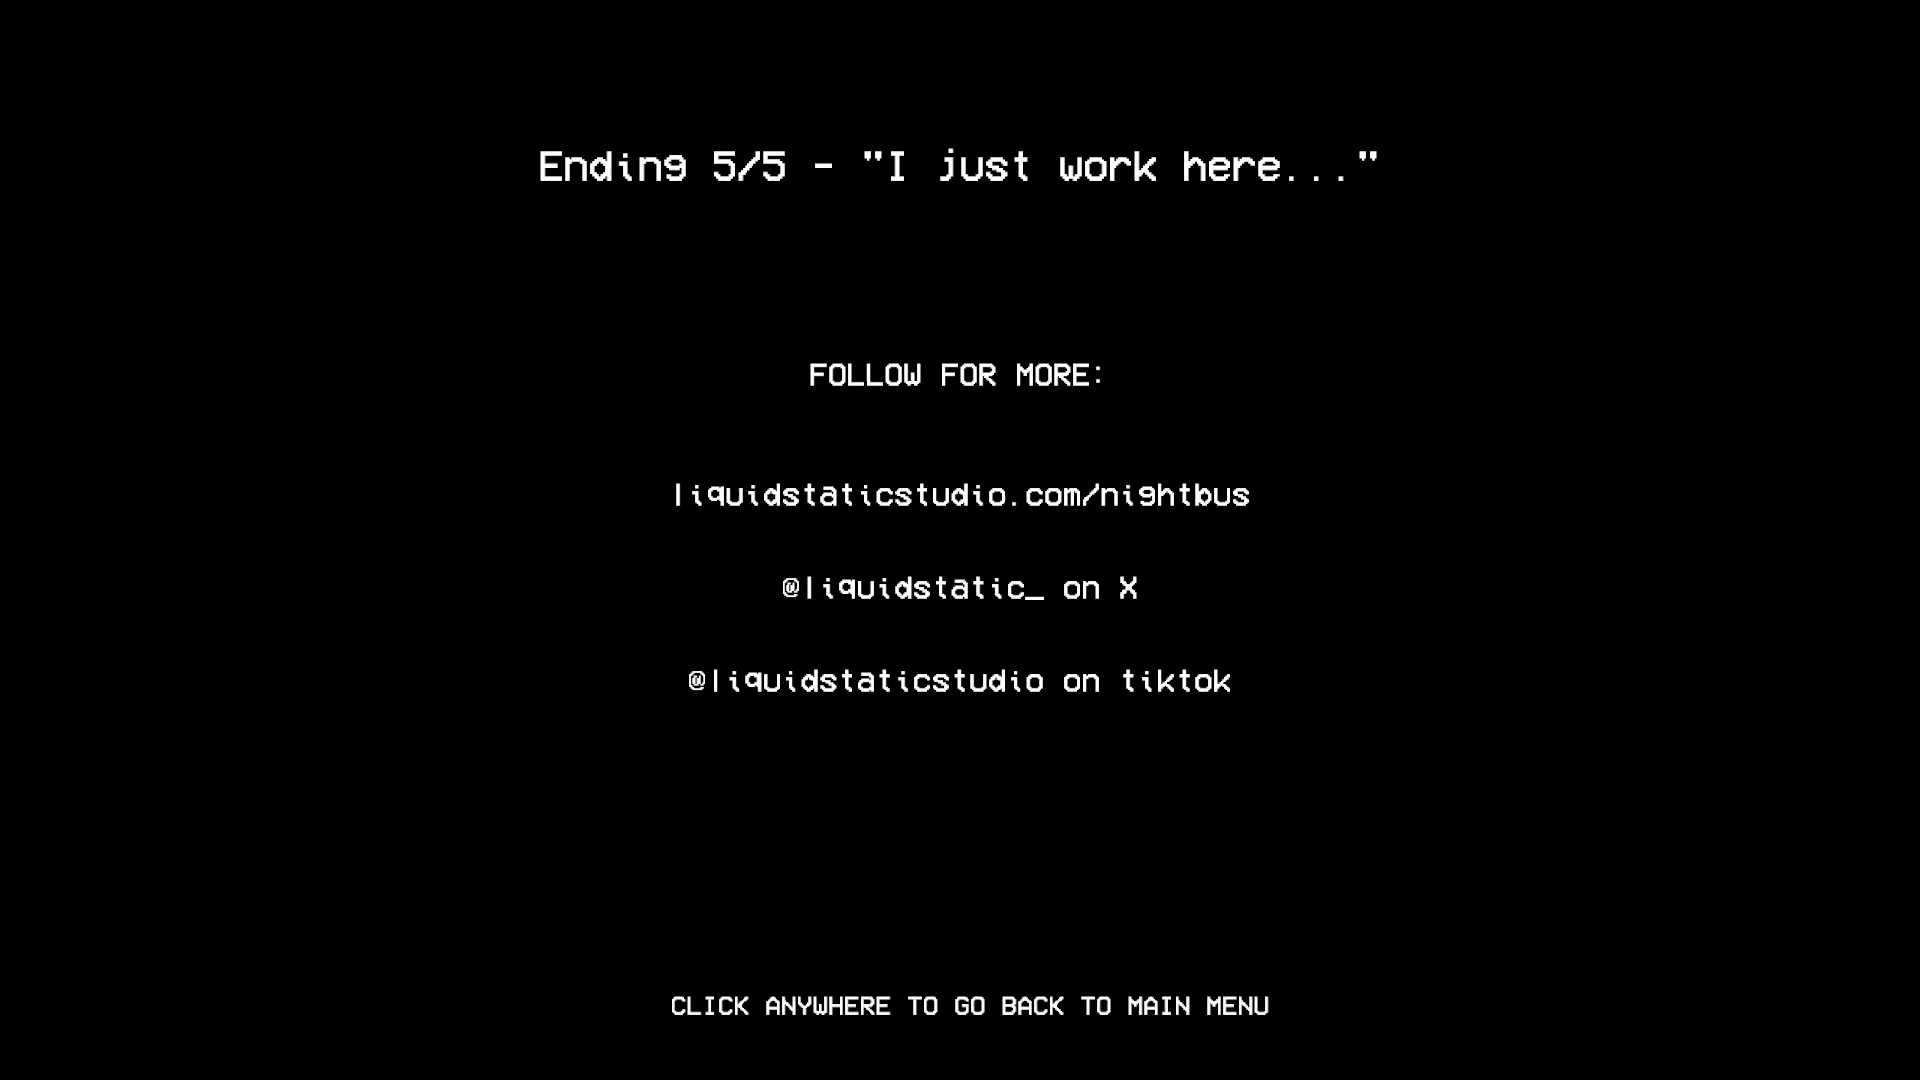 Ending 5/5 - "I just work here..."
FOLLOW FOR MORE:
liquidstaticstudio.com/nightbus
@liquidstatic_ on X
@liquidstaticstudio on tiktok
CLICK ANYWHERE TO GO BACK TO MAIN MENU